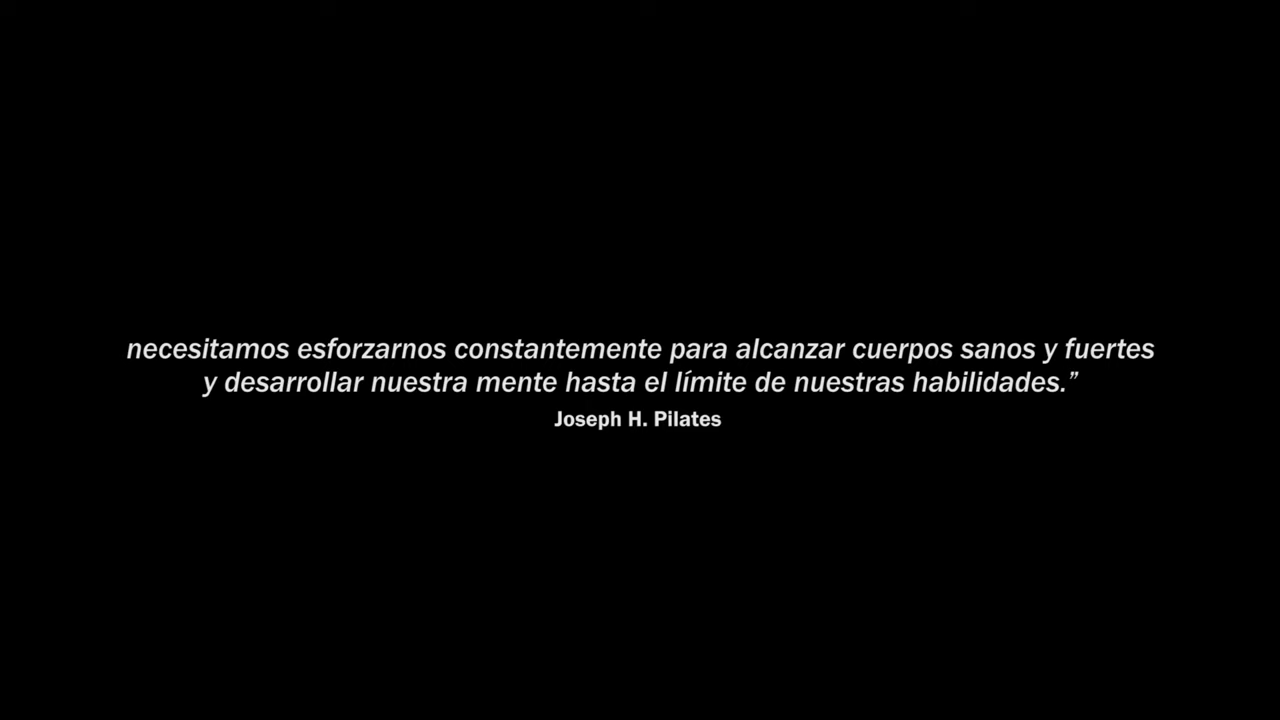 necesitamos esforzarnos constantemente para alcanzar cuerpos sanos y fuertes
y desarrollar nuestra mente hasta el límite de nuestras habilidades.”
Joseph H. Pilates